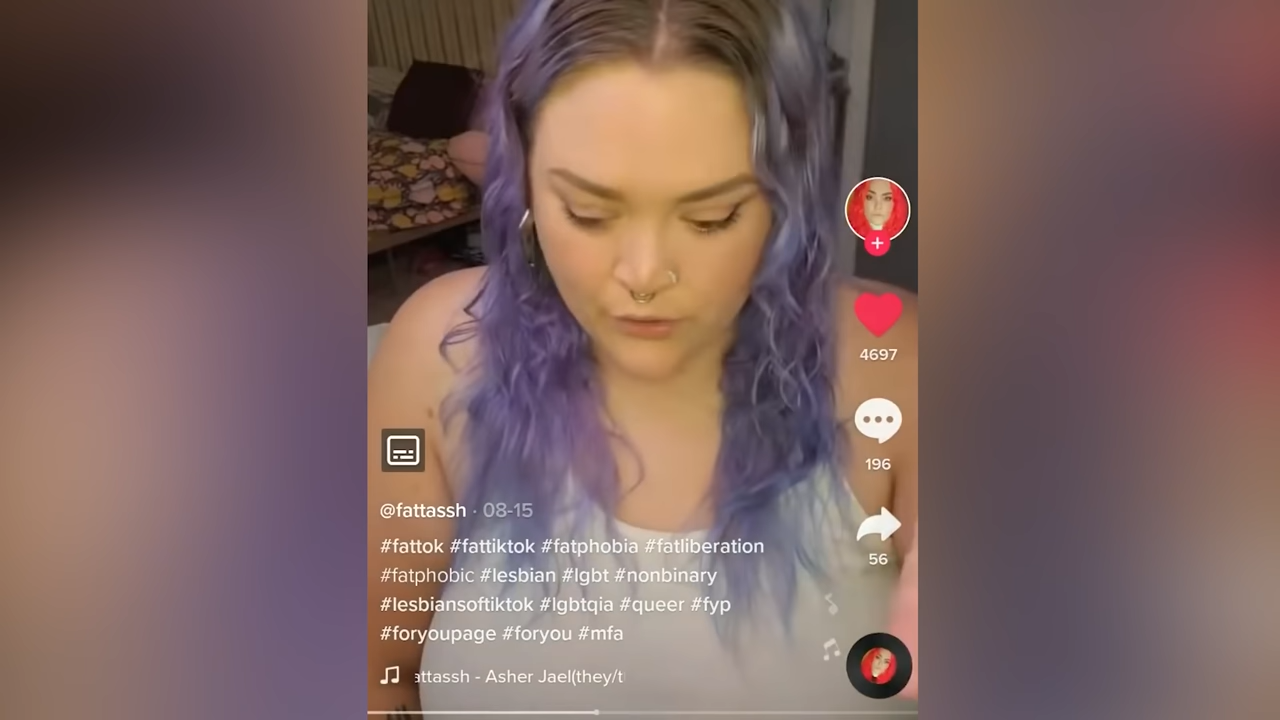 4697
196
@fattassh · 08-15
#fattok #fattiktok #fatphobia #fatliberation
#fatphobic #lesbian #lgbt #nonbinary
#lesbiansoftiktok #lgbtqia #queer #fyp
#foryoupage #foryou #mfa
56
attassh - Asher Jael(they/t